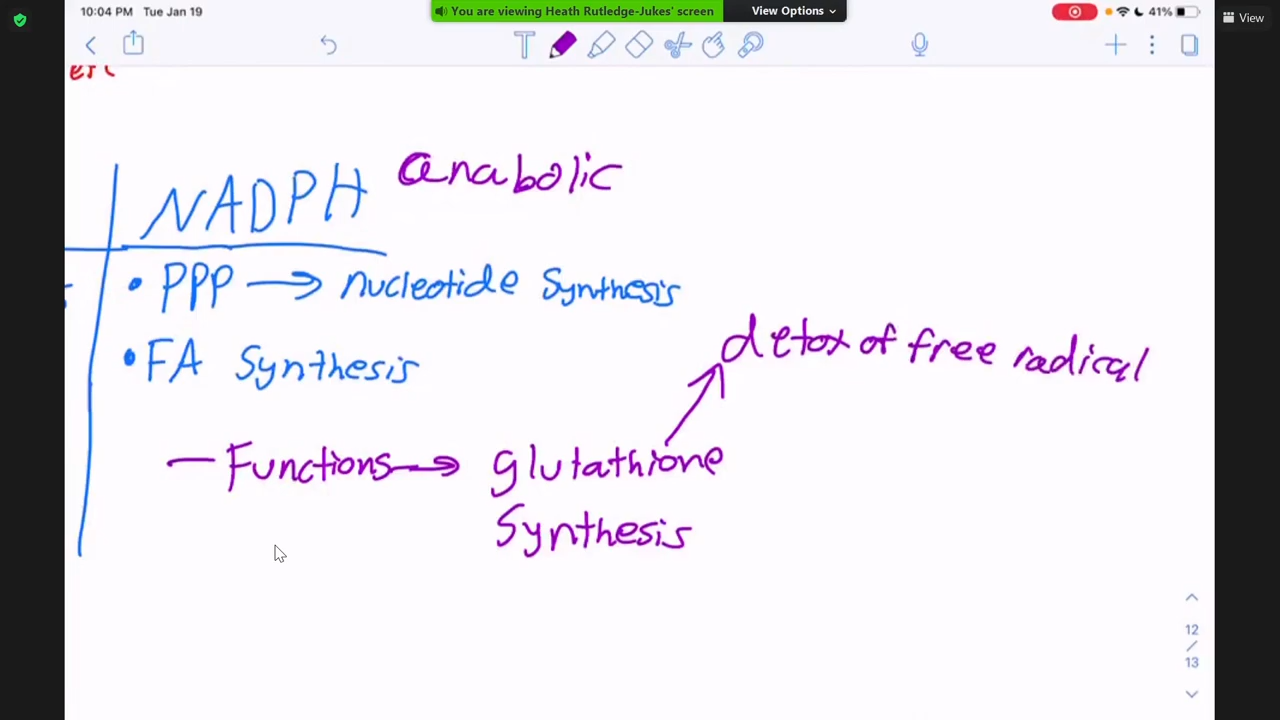 10:04 PM Tue Jan 19
You are viewing Heath Rutledge-Jukes' screen
View Options
41%
View
T
NADPH anabolic
• PPP → nucleotide Synthesis
• FA Synthesis
detox of free radical
— Functions → glutathione
Synthesis
12
/
13